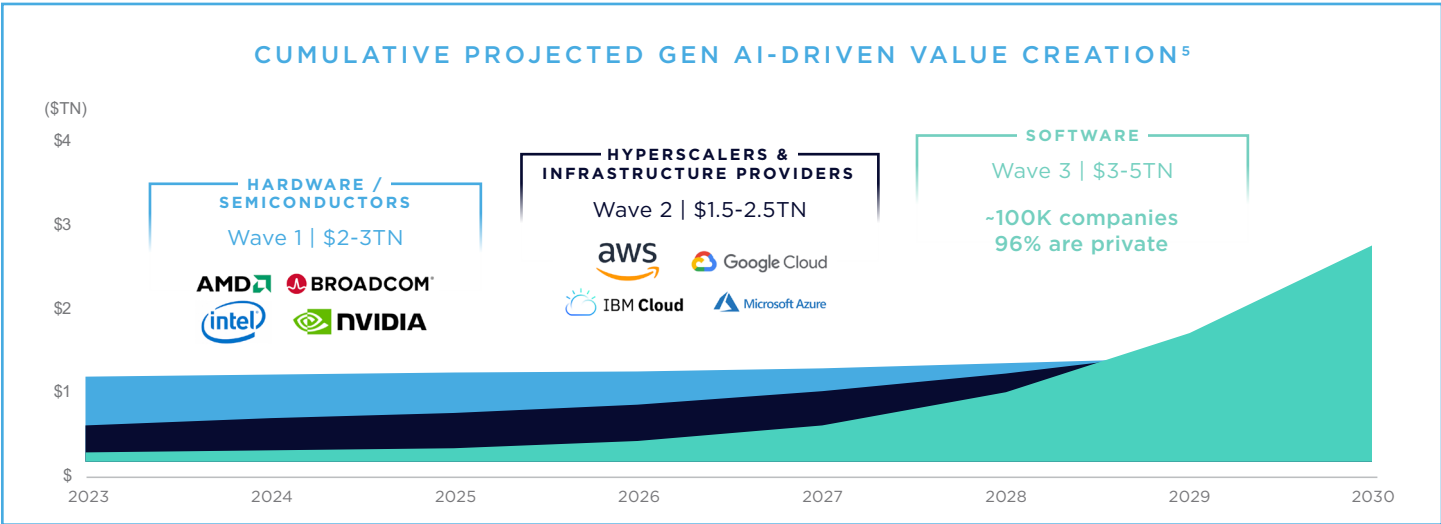 CUMULATIVE PROJECTED GEN AI-DRIVEN VALUE CREATION⁵
($TN)
$4
$3
$2
$1
$
HARDWARE /
SEMICONDUCTORS
Wave 1 | $2-3TN
AMD BROADCOM®
intel NVIDIA
HYPERSCALERS &
INFRASTRUCTURE PROVIDERS
Wave 2 | $1.5-2.5TN
aws Google Cloud
IBM Cloud Microsoft Azure
SOFTWARE
Wave 3 | $3-5TN
~100K companies
96% are private
2023 2024 2025 2026 2027 2028 2029 2030